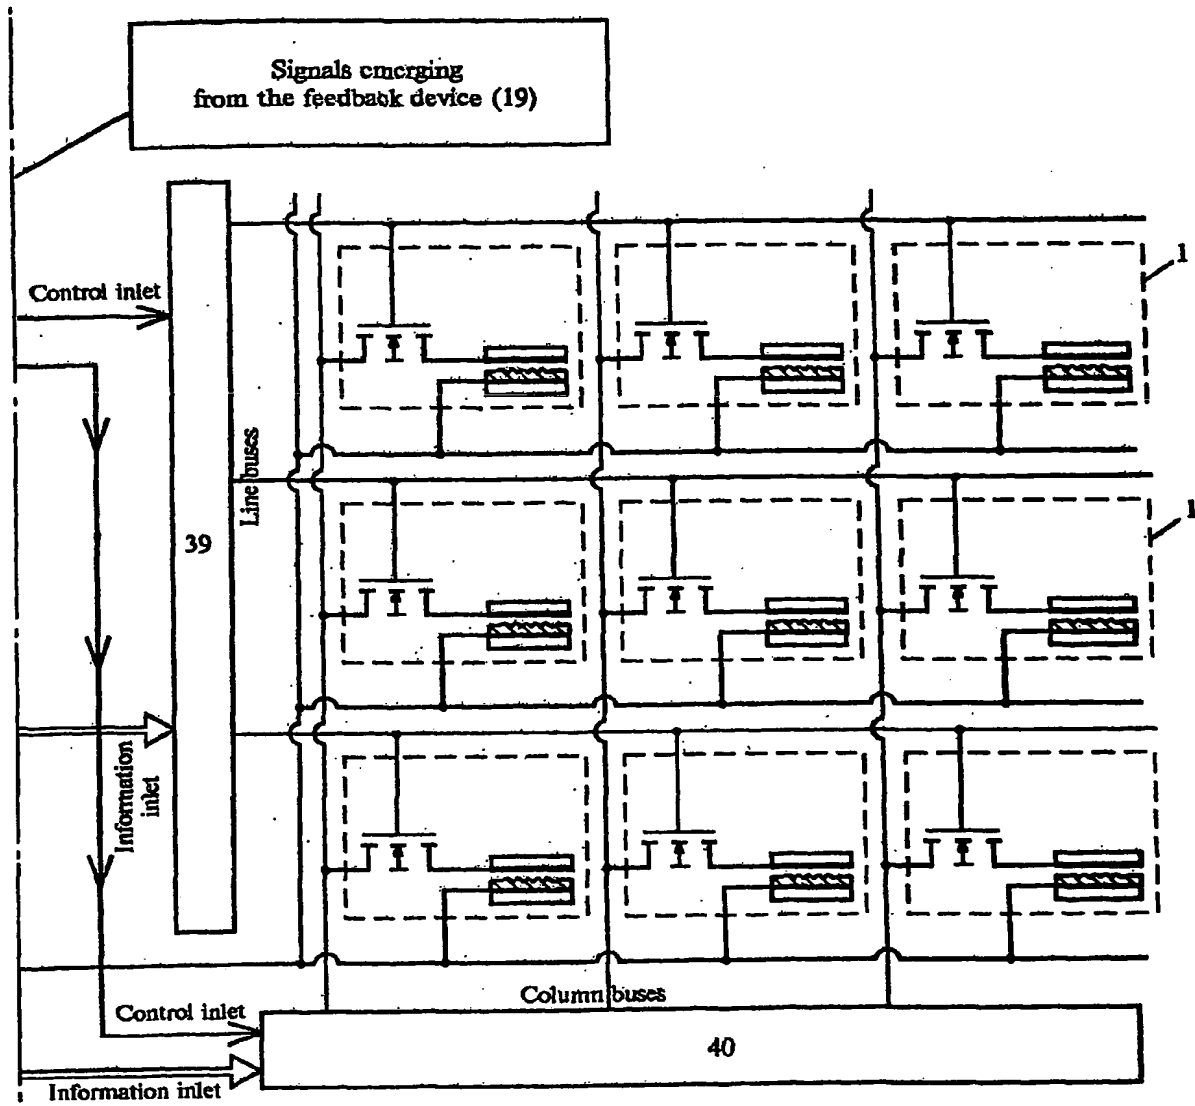 Signals emerging
from the feedback device (19)
1
Control inlet
Line buses
39
1
Information
inlet
Column buses
Control inlet
40
Information inlet